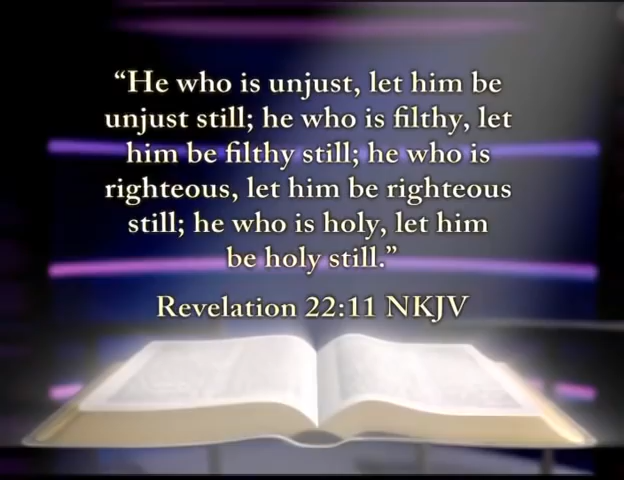 “He who is unjust, let him be
unjust still; he who is filthy, let
him be filthy still; he who is
righteous, let him be righteous
still; he who is holy, let him
be holy still.”
Revelation 22:11 NKJV